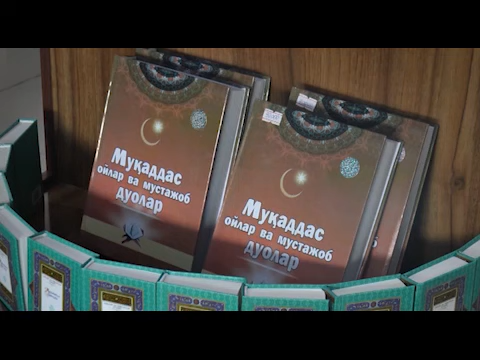 Муқаддас
ойлар ва мустажоб
дуолар
Муқаддас
ойлар ва мустажоб
дуолар